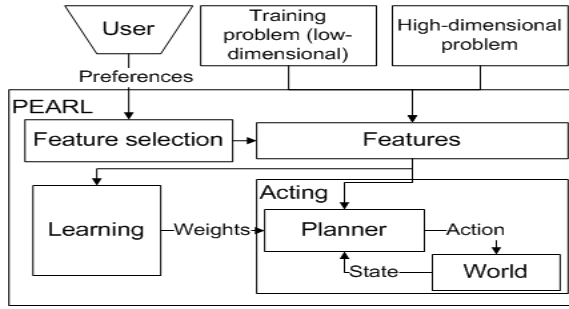 User
Training
problem (low-
dimensional)
High-dimensional
problem
Preferences
PEARL
Feature selection
Features
Learning
Weights
Acting
Planner
Action
State
World